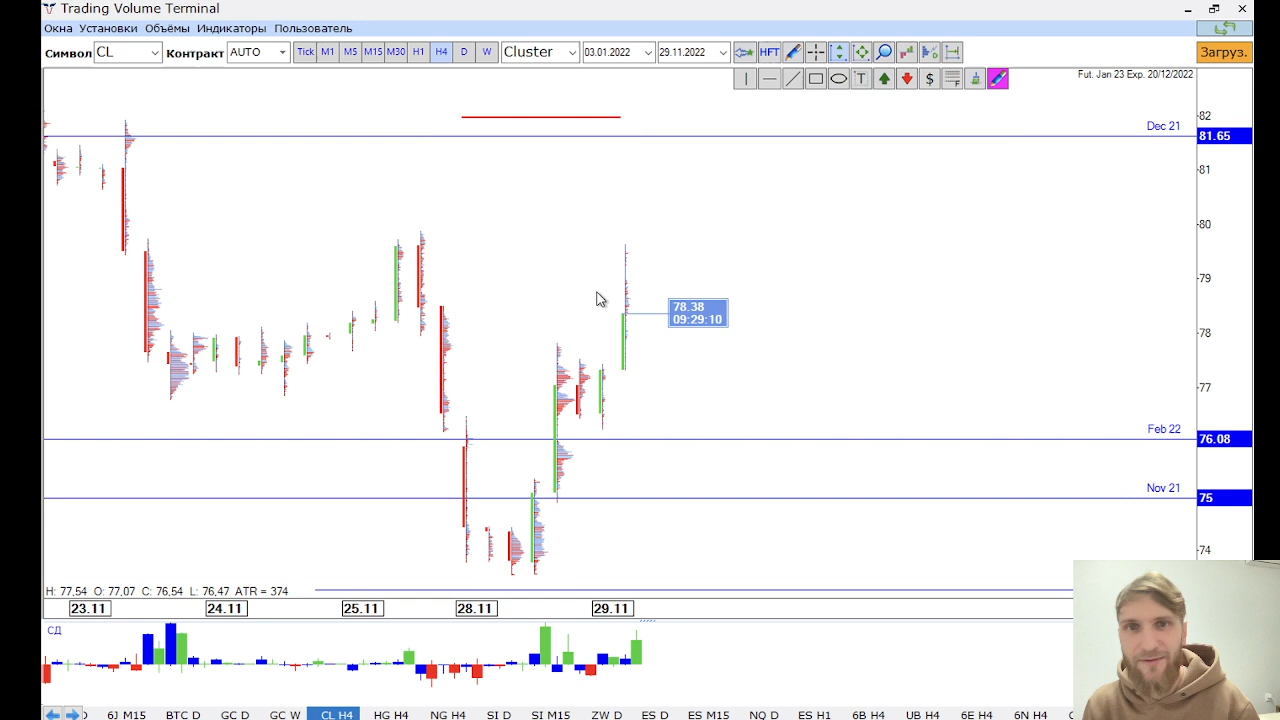 Trading Volume Terminal
Окна Установки Объёмы Индикаторы Пользователь
Символ CL Контракт AUTO Tick M1 M5 M15 M30 H1 H4 D W Cluster 03.01.2022 29.11.2022 HFT Загруз.
T $ F
Fut. Jan 23 Exp. 20/12/2022
82
Dec 21 81.65
81
80
79
78.38
09:29:10
78
77
Feb 22 76.08
Nov 21 75
74
H: 77,54 O: 77,07 C: 76,54 L: 76,47 ATR = 374
23.11 24.11 25.11 28.11 29.11
СД
6J M15 BTC D GC D GC W CL H4 HG H4 NG H4 SI D SI M15 ZW D ES D ES M15 NQ D ES H1 6B H4 UB H4 6E H4 6N H4